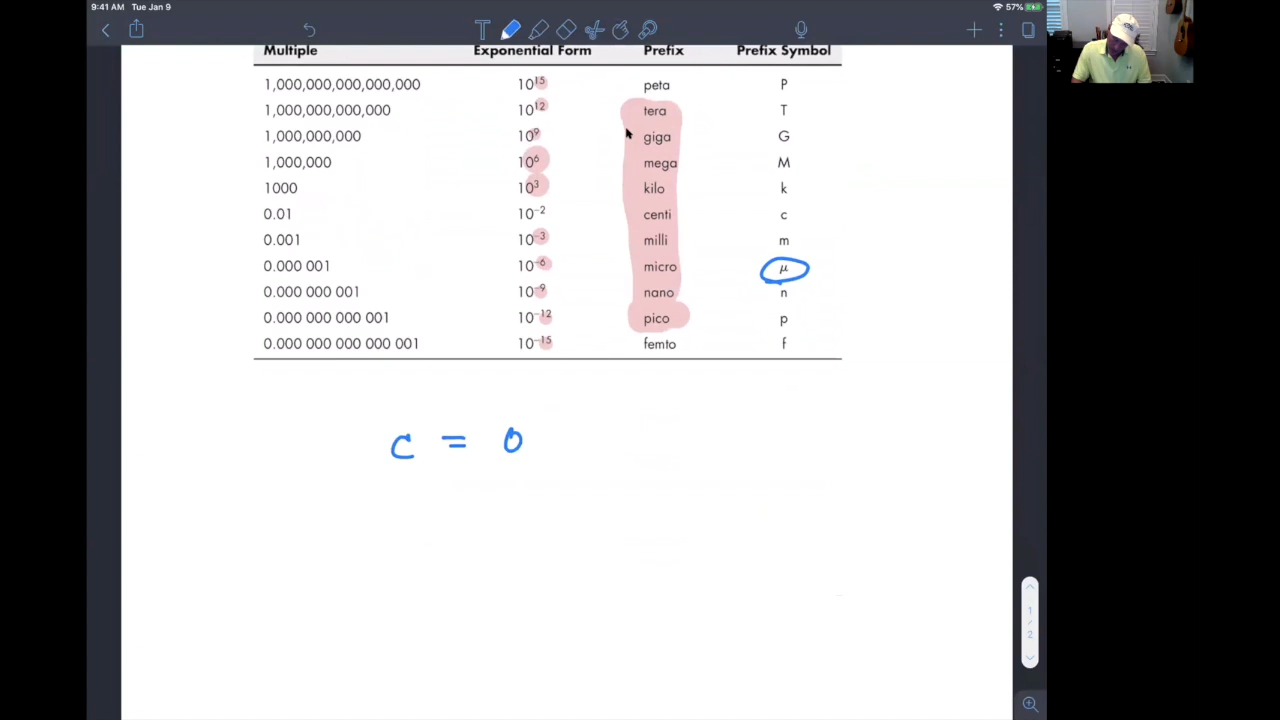 9:41 AM Tue Jan 9 57%
T
Multiple Exponential Form Prefix Prefix Symbol
1,000,000,000,000,000 10¹⁵ peta P
1,000,000,000,000 10¹² tera T
1,000,000,000 10⁹ giga G
1,000,000 10⁶ mega M
1000 10³ kilo k
0.01 10⁻² centi c
0.001 10⁻³ milli m
0.000 001 10⁻⁶ micro μ
0.000 000 001 10⁻⁹ nano n
0.000 000 000 001 10⁻¹² pico p
0.000 000 000 000 001 10⁻¹⁵ femto f
c = 0
1
/
2